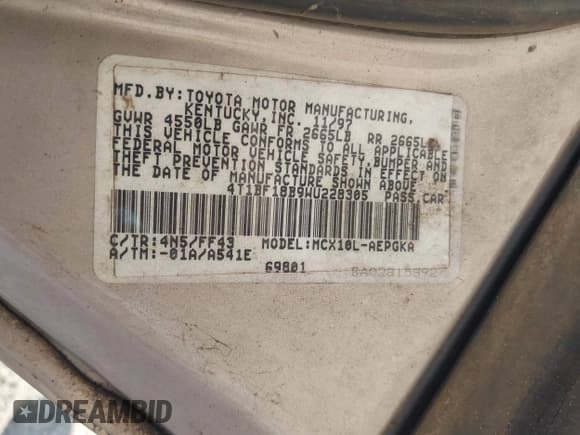 MFD.BY:TOYOTA MOTOR MANUFACTURING,
KENTUCKY,INC. 11/97
GVWR 4550LB GAWR FR 2665LB RR 2665LB
THIS VEHICLE CONFORMS TO ALL APPLICABLE
FEDERAL MOTOR VEHICLE SAFETY,BUMPER,AND
THEFT PREVENTION STANDARDS IN EFFECT ON
THE DATE OF MANUFACTURE SHOWN ABOVE.
4T1BF18B9WU228305 PASS.CAR
C/TR:4N5/FF43 MODEL:MCX10L-AEPGKA
A/TM:-01A/A541E
69801
DREAMBID